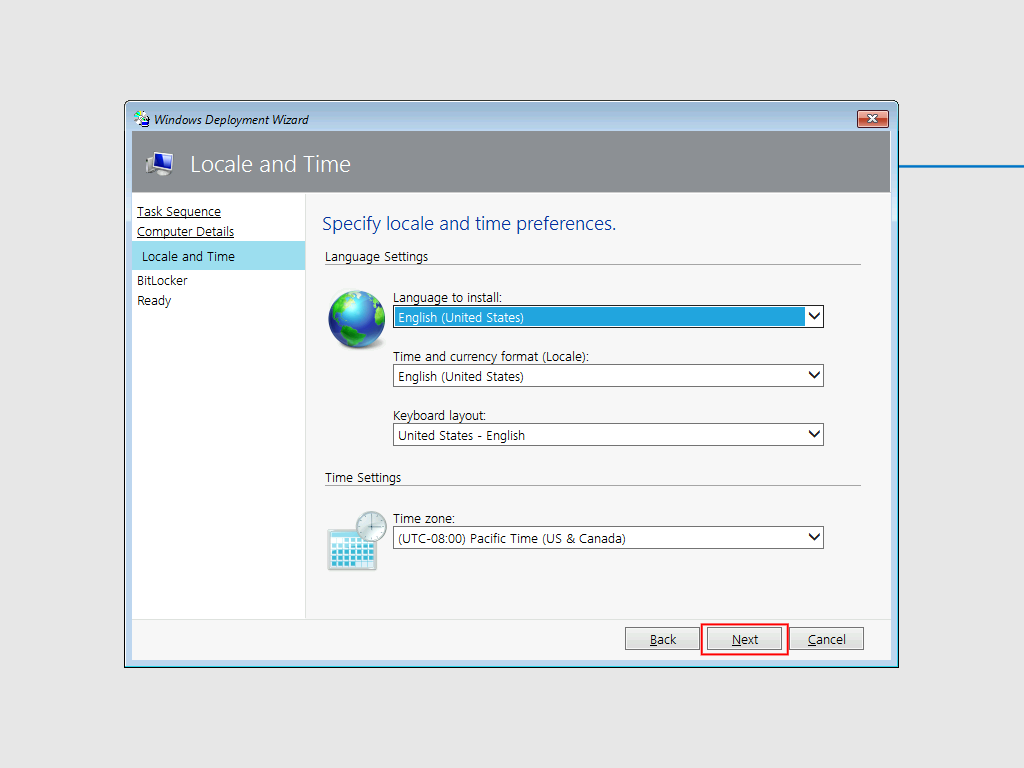 Windows Deployment Wizard
Locale and Time
Task Sequence
Computer Details
Locale and Time
BitLocker
Ready
Specify locale and time preferences.
Language Settings
Language to install:
English (United States)
Time and currency format (Locale):
English (United States)
Keyboard layout:
United States - English
Time Settings
Time zone:
(UTC-08:00) Pacific Time (US & Canada)
Back Next Cancel